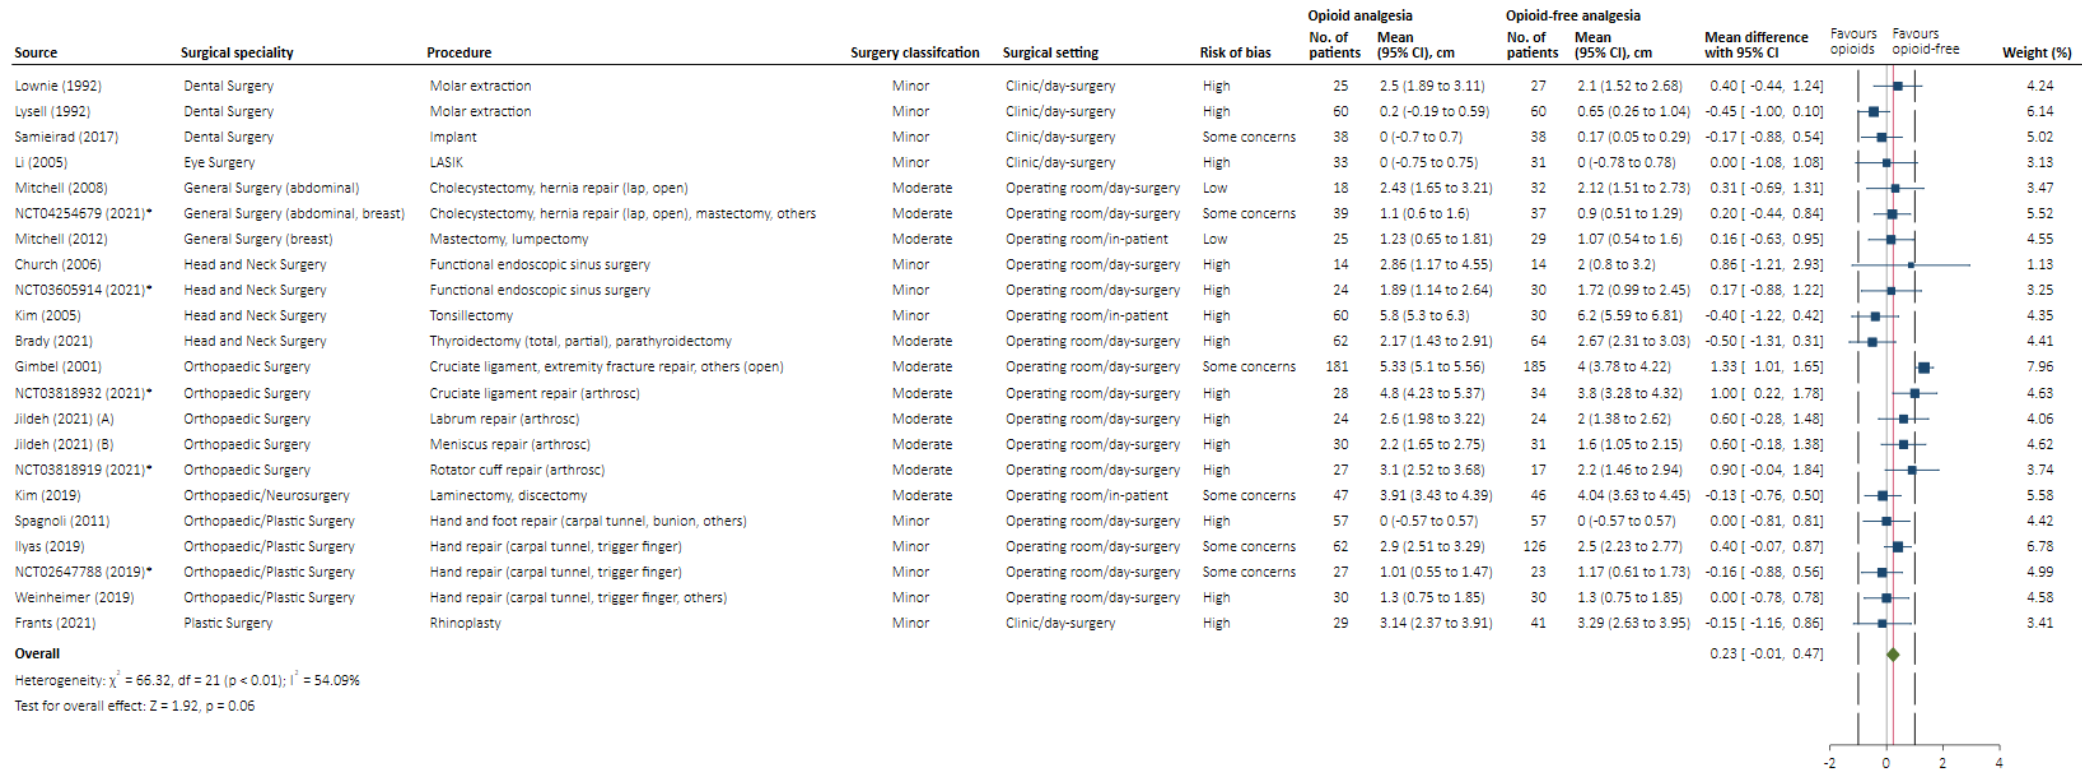 Opioid analgesia Opioid-free analgesia
Source Surgical speciality Procedure Surgery classifcation Surgical setting Risk of bias No. of patients Mean (95% CI), cm No. of patients Mean (95% CI), cm Mean difference with 95% CI Favours opioids Favours opioid-free Weight (%)
Lownie (1992) Dental Surgery Molar extraction Minor Clinic/day-surgery High 25 2.5 (1.89 to 3.11) 27 2.1 (1.52 to 2.68) 0.40 [ -0.44, 1.24] 4.24
Lysell (1992) Dental Surgery Molar extraction Minor Clinic/day-surgery High 60 0.2 (-0.19 to 0.59) 60 0.65 (0.26 to 1.04) -0.45 [ -1.00, 0.10] 6.14
Samieirad (2017) Dental Surgery Implant Minor Clinic/day-surgery Some concerns 38 0 (-0.7 to 0.7) 38 0.17 (0.05 to 0.29) -0.17 [ -0.88, 0.54] 5.02
Li (2005) Eye Surgery LASIK Minor Clinic/day-surgery High 33 0 (-0.75 to 0.75) 31 0 (-0.78 to 0.78) 0.00 [ -1.08, 1.08] 3.13
Mitchell (2008) General Surgery (abdominal) Cholecystectomy, hernia repair (lap, open) Moderate Operating room/day-surgery Low 18 2.43 (1.65 to 3.21) 32 2.12 (1.51 to 2.73) 0.31 [ -0.69, 1.31] 3.47
NCT04254679 (2021)* General Surgery (abdominal, breast) Cholecystectomy, hernia repair (lap, open), mastectomy, others Moderate Operating room/day-surgery Some concerns 39 1.1 (0.6 to 1.6) 37 0.9 (0.51 to 1.29) 0.20 [ -0.44, 0.84] 5.52
Mitchell (2012) General Surgery (breast) Mastectomy, lumpectomy Moderate Operating room/in-patient Low 25 1.23 (0.65 to 1.81) 29 1.07 (0.54 to 1.6) 0.16 [ -0.63, 0.95] 4.55
Church (2006) Head and Neck Surgery Functional endoscopic sinus surgery Minor Operating room/day-surgery High 14 2.86 (1.17 to 4.55) 14 2 (0.8 to 3.2) 0.86 [ -1.21, 2.93] 1.13
NCT03605914 (2021)* Head and Neck Surgery Functional endoscopic sinus surgery Minor Operating room/day-surgery High 24 1.89 (1.14 to 2.64) 30 1.72 (0.99 to 2.45) 0.17 [ -0.88, 1.22] 3.25
Kim (2005) Head and Neck Surgery Tonsillectomy Minor Operating room/in-patient High 60 5.8 (5.3 to 6.3) 30 6.2 (5.59 to 6.81) -0.40 [ -1.22, 0.42] 4.35
Brady (2021) Head and Neck Surgery Thyroidectomy (total, partial), parathyroidectomy Moderate Operating room/day-surgery High 62 2.17 (1.43 to 2.91) 64 2.67 (2.31 to 3.03) -0.50 [ -1.31, 0.31] 4.41
Gimbel (2001) Orthopaedic Surgery Cruciate ligament, extremity fracture repair, others (open) Moderate Operating room/day-surgery Some concerns 181 5.33 (5.1 to 5.56) 185 4 (3.78 to 4.22) 1.33 [ 1.01, 1.65] 7.96
NCT03818932 (2021)* Orthopaedic Surgery Cruciate ligament repair (arthrosc) Moderate Operating room/day-surgery High 28 4.8 (4.23 to 5.37) 34 3.8 (3.28 to 4.32) 1.00 [ 0.22, 1.78] 4.63
Jildeh (2021) (A) Orthopaedic Surgery Labrum repair (arthrosc) Moderate Operating room/day-surgery High 24 2.6 (1.98 to 3.22) 24 2 (1.38 to 2.62) 0.60 [ -0.28, 1.48] 4.06
Jildeh (2021) (B) Orthopaedic Surgery Meniscus repair (arthrosc) Moderate Operating room/day-surgery High 30 2.2 (1.65 to 2.75) 31 1.6 (1.05 to 2.15) 0.60 [ -0.18, 1.38] 4.62
NCT03818919 (2021)* Orthopaedic Surgery Rotator cuff repair (arthrosc) Moderate Operating room/day-surgery High 27 3.1 (2.52 to 3.68) 17 2.2 (1.46 to 2.94) 0.90 [ -0.04, 1.84] 3.74
Kim (2019) Orthopaedic/Neurosurgery Laminectomy, discectomy Moderate Operating room/in-patient Some concerns 47 3.91 (3.43 to 4.39) 46 4.04 (3.63 to 4.45) -0.13 [ -0.76, 0.50] 5.58
Spagnoli (2011) Orthopaedic/Plastic Surgery Hand and foot repair (carpal tunnel, bunion, others) Minor Operating room/day-surgery High 57 0 (-0.57 to 0.57) 57 0 (-0.57 to 0.57) 0.00 [ -0.81, 0.81] 4.42
Ilyas (2019) Orthopaedic/Plastic Surgery Hand repair (carpal tunnel, trigger finger) Minor Operating room/day-surgery Some concerns 62 2.9 (2.51 to 3.29) 126 2.5 (2.23 to 2.77) 0.40 [ -0.07, 0.87] 6.78
NCT02647788 (2019)* Orthopaedic/Plastic Surgery Hand repair (carpal tunnel, trigger finger) Minor Operating room/day-surgery Some concerns 27 1.01 (0.55 to 1.47) 23 1.17 (0.61 to 1.73) -0.16 [ -0.88, 0.56] 4.99
Weinheimer (2019) Orthopaedic/Plastic Surgery Hand repair (carpal tunnel, trigger finger, others) Minor Operating room/day-surgery High 30 1.3 (0.75 to 1.85) 30 1.3 (0.75 to 1.85) 0.00 [ -0.78, 0.78] 4.58
Frants (2021) Plastic Surgery Rhinoplasty Minor Clinic/day-surgery High 29 3.14 (2.37 to 3.91) 41 3.29 (2.63 to 3.95) -0.15 [ -1.16, 0.86] 3.41
Overall 0.23 [ -0.01, 0.47]
Heterogeneity: χ² = 66.32, df = 21 (p < 0.01); I² = 54.09%
Test for overall effect: Z = 1.92, p = 0.06
-2 0 2 4